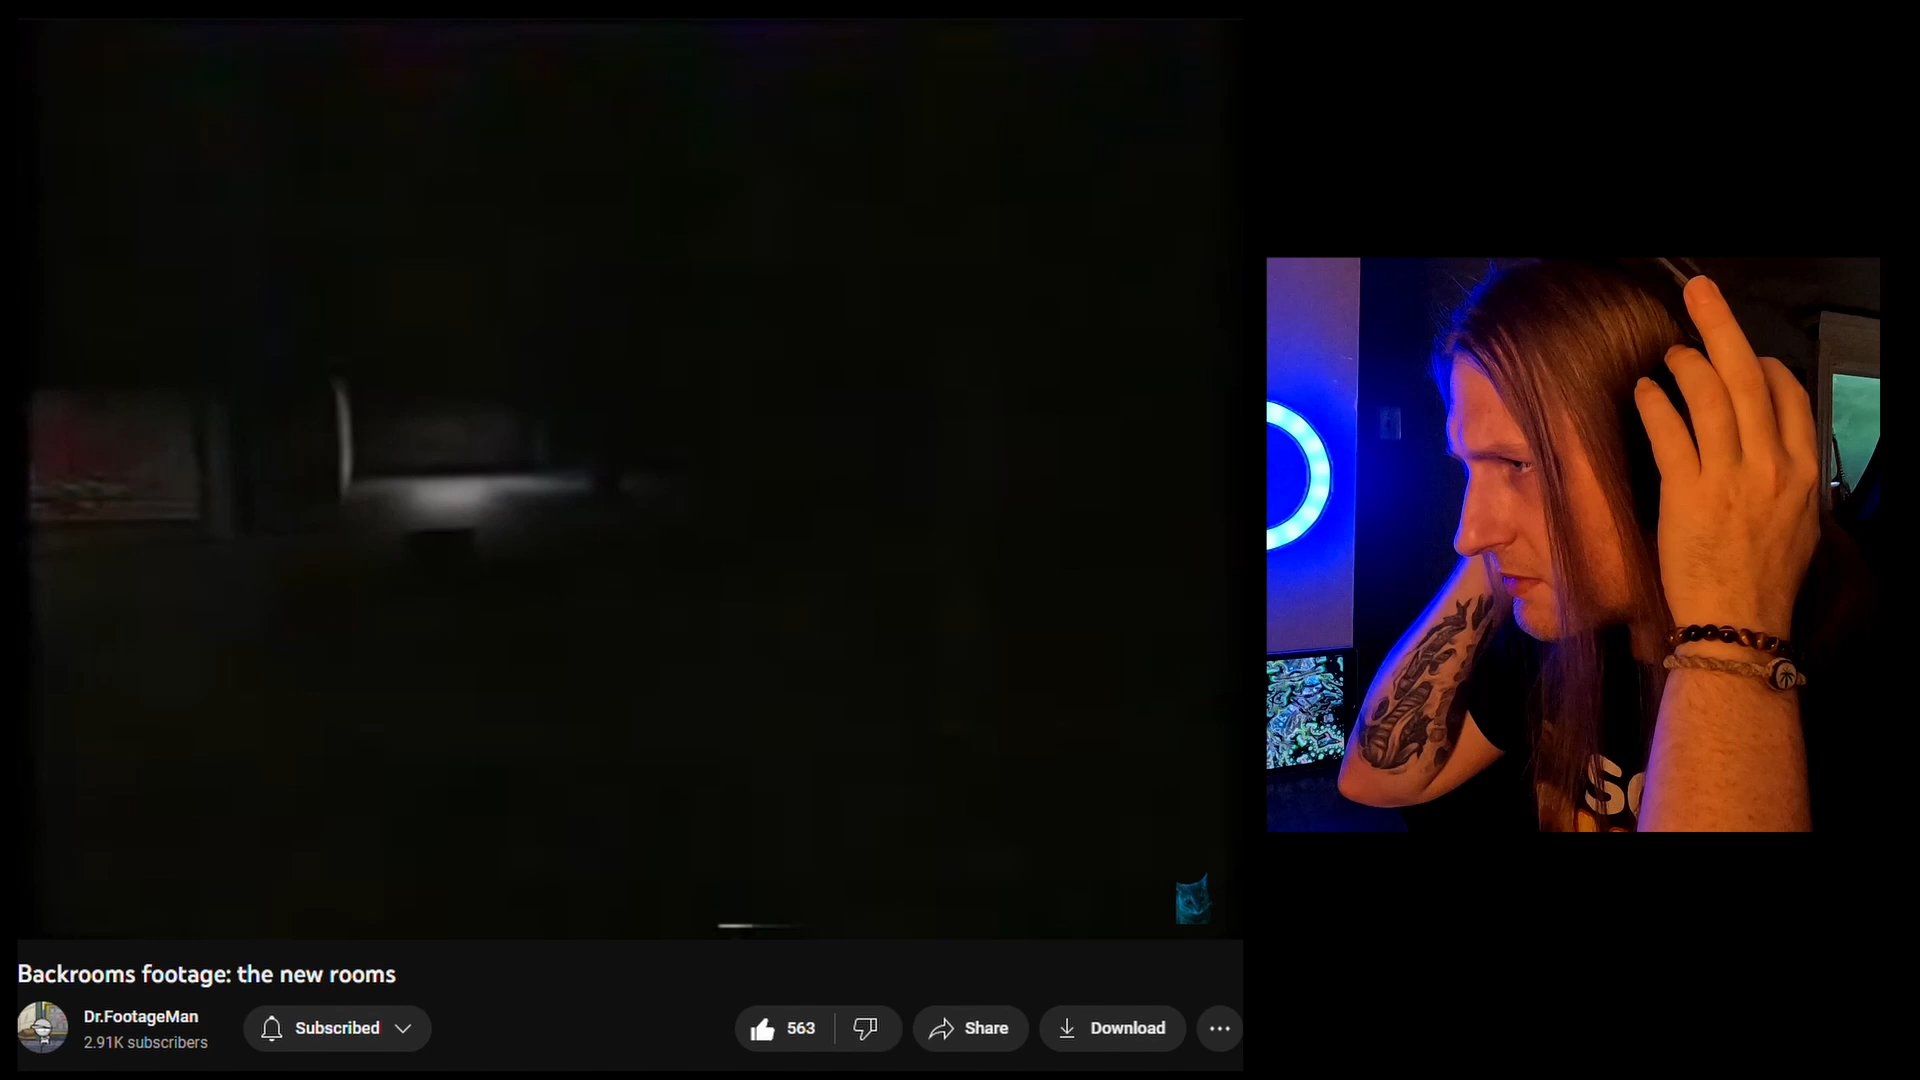 Backrooms footage: the new rooms
Dr.FootageMan
2.91K subscribers
Subscribed
563
Share
Download